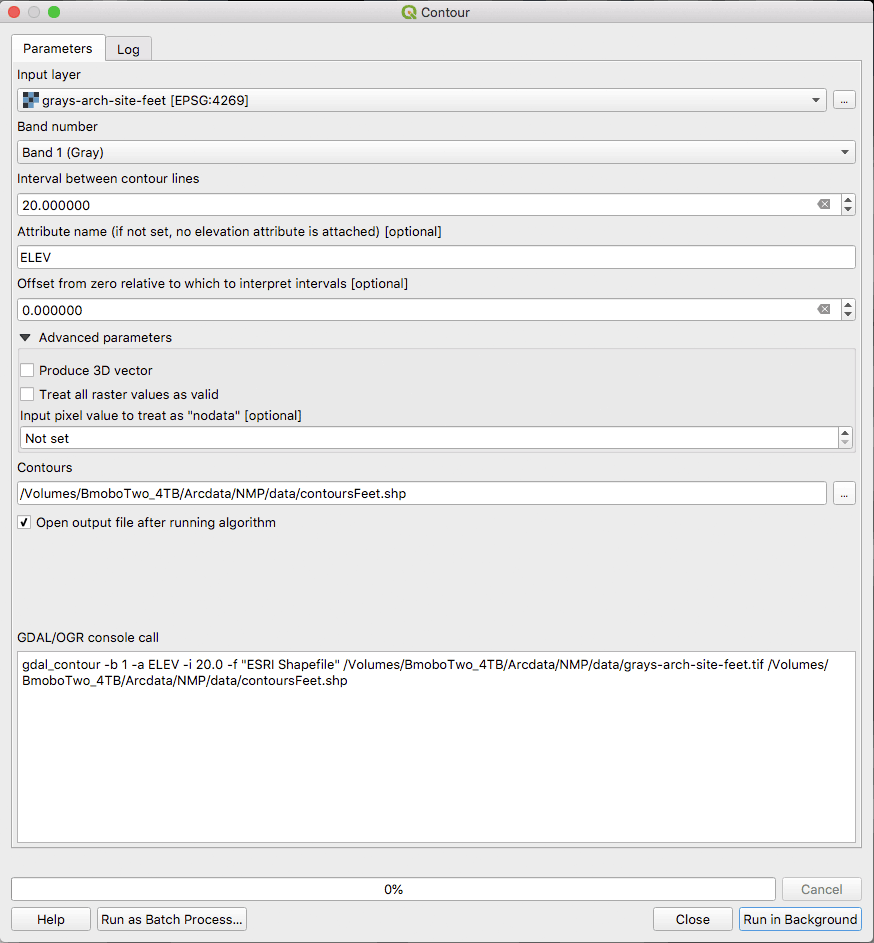 Contour
Parameters
Log
Input layer
grays-arch-site-feet [EPSG:4269]
...
Band number
Band 1 (Gray)
Interval between contour lines
20.000000
Attribute name (if not set, no elevation attribute is attached) [optional]
ELEV
Offset from zero relative to which to interpret intervals [optional]
0.000000
Advanced parameters
Produce 3D vector
Treat all raster values as valid
Input pixel value to treat as "nodata" [optional]
Not set
Contours
/Volumes/BmoboTwo_4TB/Arcdata/NMP/data/contoursFeet.shp
...
Open output file after running algorithm
GDAL/OGR console call
gdal_contour -b 1 -a ELEV -i 20.0 -f "ESRI Shapefile" /Volumes/BmoboTwo_4TB/Arcdata/NMP/data/grays-arch-site-feet.tif /Volumes/
BmoboTwo_4TB/Arcdata/NMP/data/contoursFeet.shp
0%
Cancel
Help
Run as Batch Process...
Close
Run in Background